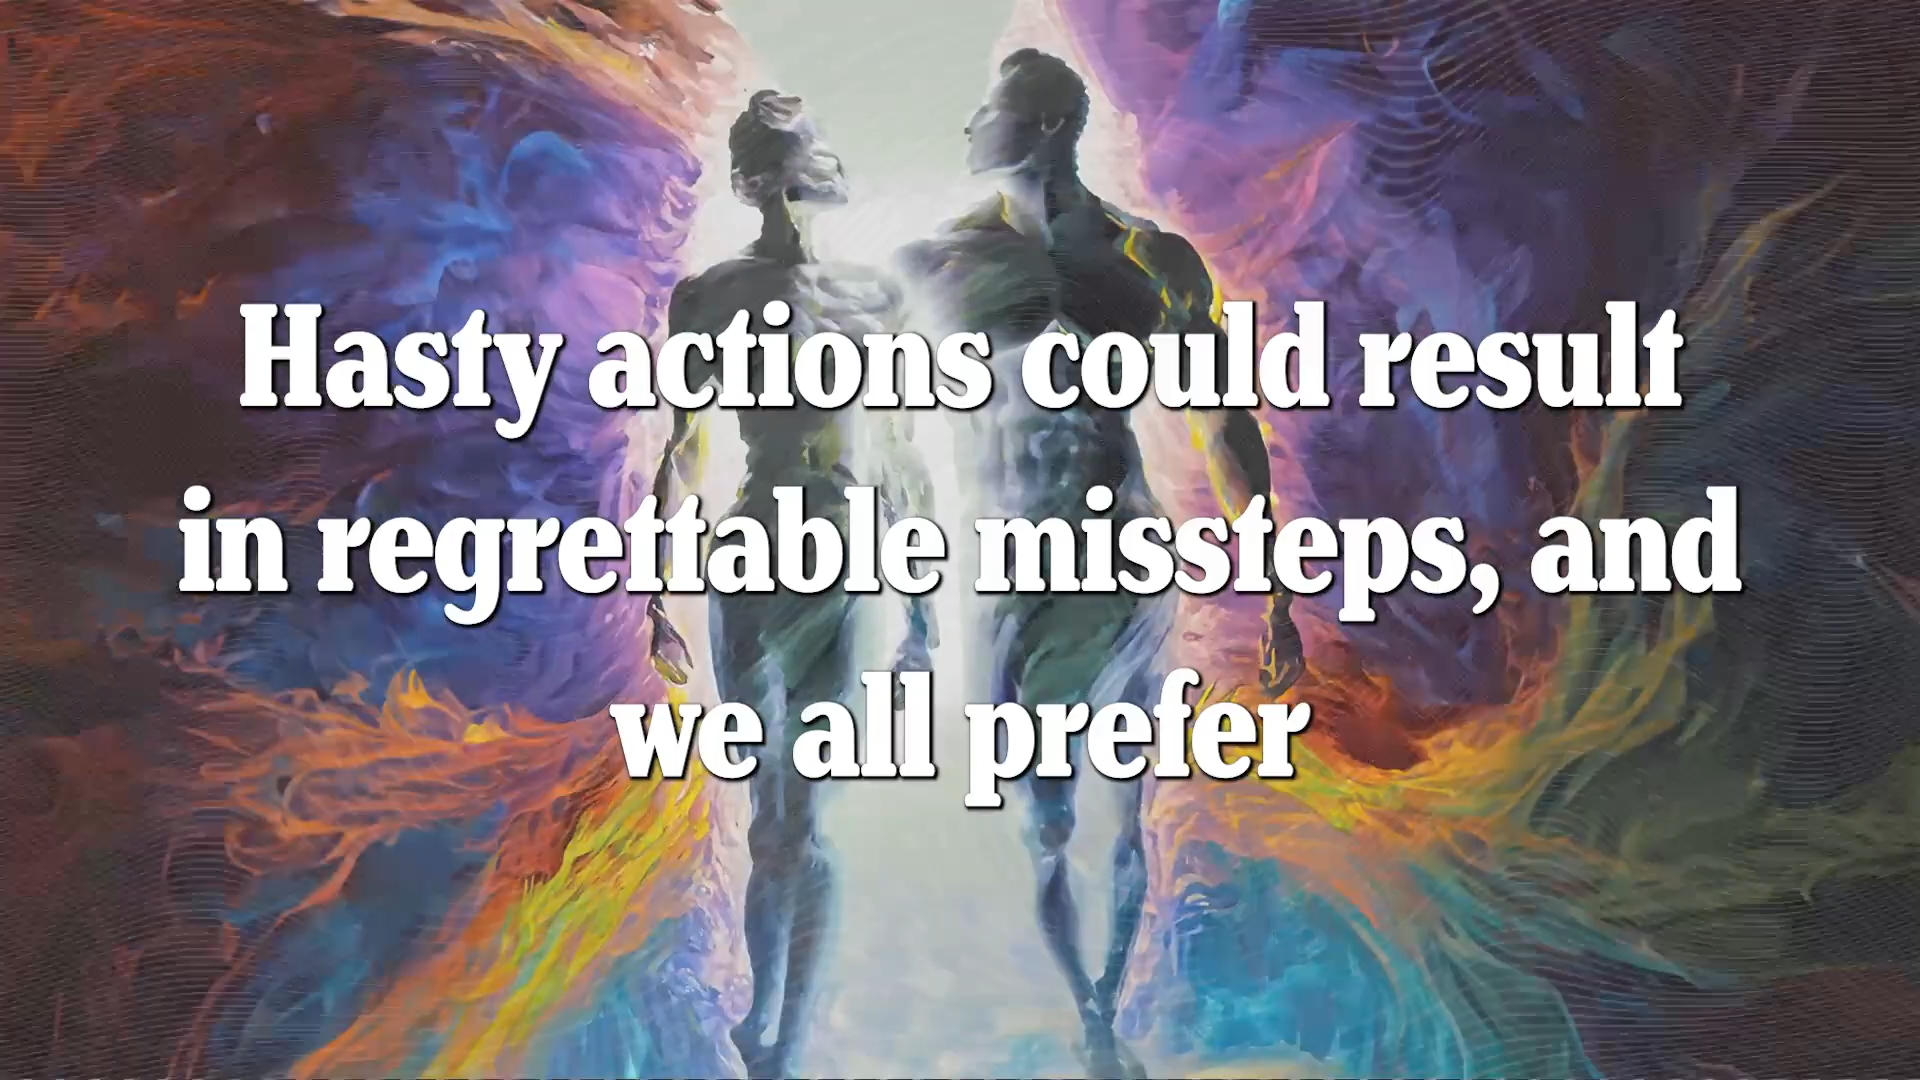 Hasty actions could result
in regrettable missteps, and
we all prefer